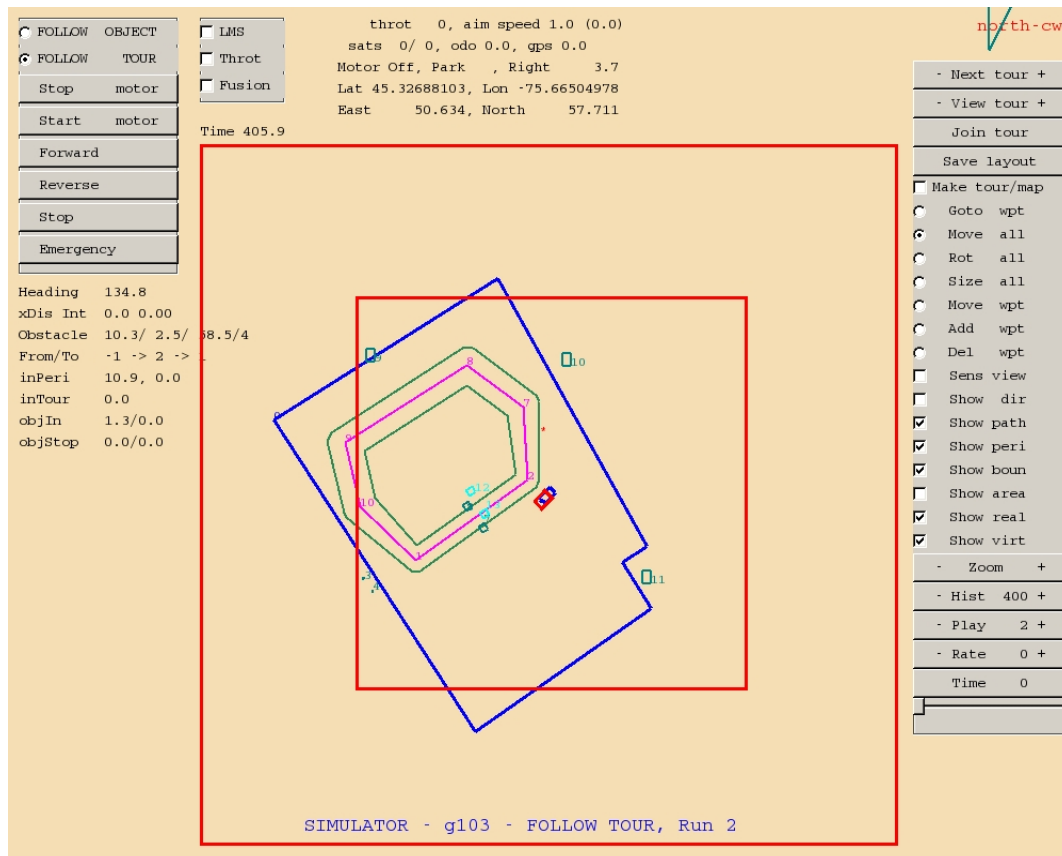 FOLLOW OBJECT
FOLLOW TOUR
Stop motor
Start motor
Forward
Reverse
Stop
Emergency
LMS
Throt
Fusion
throt 0, aim speed 1.0 (0.0)
sats 0/ 0, odo 0.0, gps 0.0
Motor Off, Park , Right 3.7
Lat 45.32688103, Lon -75.66504978
East 50.634, North 57.711
Time 405.9
Heading 134.8
xDis Int 0.0 0.00
Obstacle 10.3/ 2.5/ 58.5/4
From/To -1 -> 2 -> 1
inPeri 10.9, 0.0
inTour 0.0
objIn 1.3/0.0
objStop 0.0/0.0
8
9
10
7
9
2
12
10
13
1
3
4
11
SIMULATOR - g103 - FOLLOW TOUR, Run 2
north-cw
- Next tour +
- View tour +
Join tour
Save layout
Make tour/map
Goto wpt
Move all
Rot all
Size all
Move wpt
Add wpt
Del wpt
Sens view
Show dir
Show path
Show peri
Show boun
Show area
Show real
Show virt
- Zoom +
- Hist 400 +
- Play 2 +
- Rate 0 +
Time 0